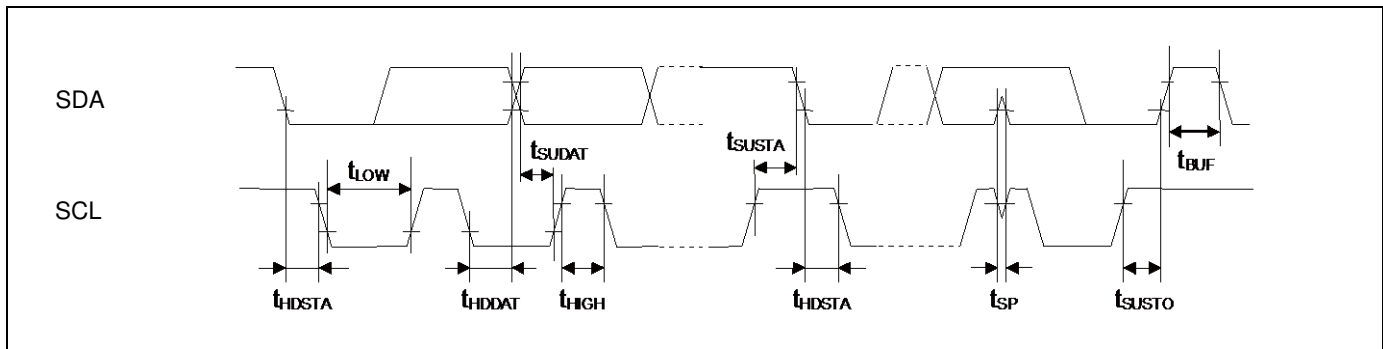 SDA
tSUDAT
tSUSTA
tBUF
tLOW
SCL
tHDSTA
tHDDAT
tHIGH
tHDSTA
tSP
tSUSTO